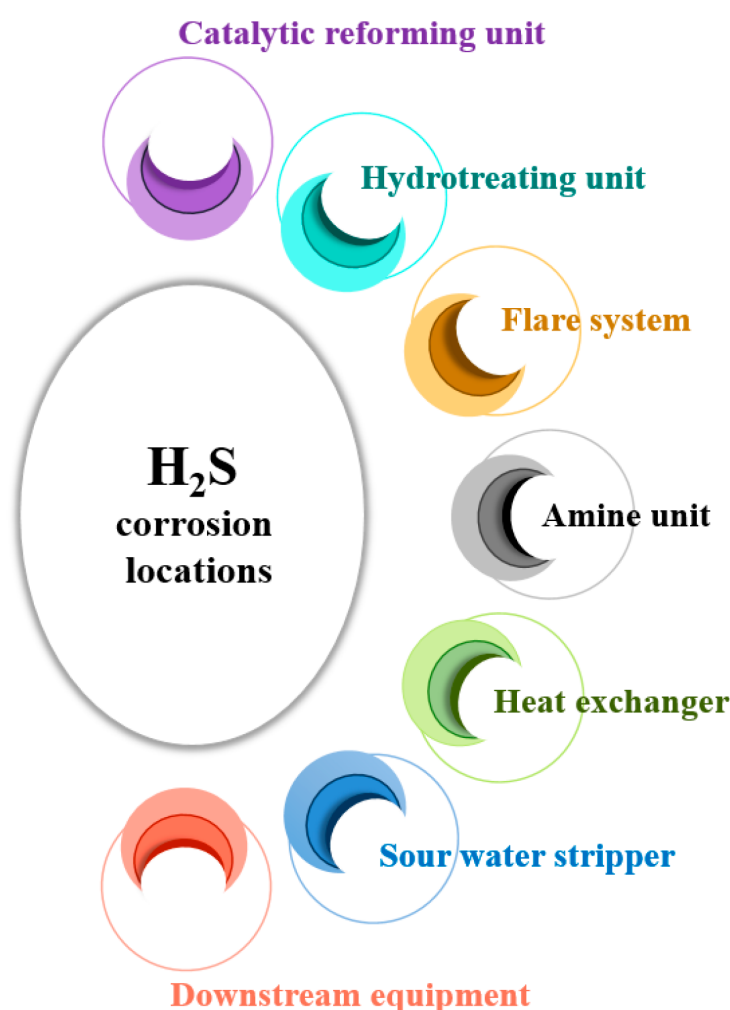 Catalytic reforming unit
Hydrotreating unit
Flare system
H₂S
corrosion
locations
Amine unit
Heat exchanger
Sour water stripper
Downstream equipment